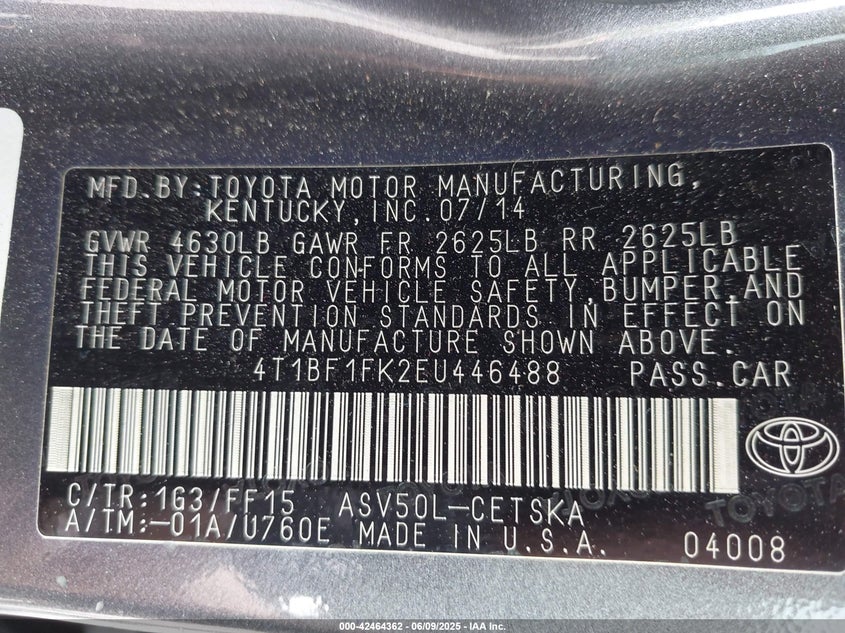 MFD.BY:TOYOTA MOTOR MANUFACTURING,
KENTUCKY,INC.07/14
GVWR 4630LB GAWR FR 2625LB RR 2625LB
THIS VEHICLE CONFORMS TO ALL APPLICABLE
FEDERAL MOTOR VEHICLE SAFETY,BUMPER,AND
THEFT PREVENTION STANDARDS IN EFFECT ON
THE DATE OF MANUFACTURE SHOWN ABOVE.
4T1BF1FK2EU446488 PASS.CAR
C/TR:1G3/FF15 ASV50L-CETSKA
A/TM:-01A/U760E MADE IN U.S.A. 04008
TOYOTA
000-42464362 | 06/09/2025 - IAA Inc.